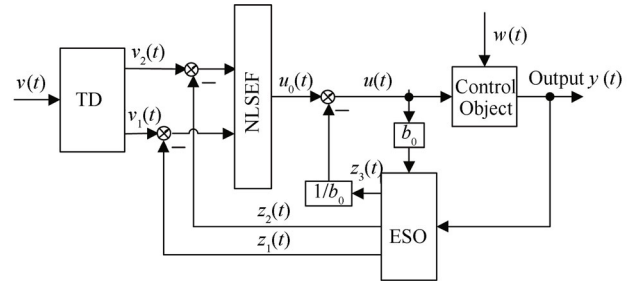 v(t)
TD
v₂(t)
v₁(t)
NLSEF
u₀(t)
u(t)
w(t)
Control
Object
Output y (t)
b₀
1/b₀
z₃(t)
z₂(t)
z₁(t)
ESO